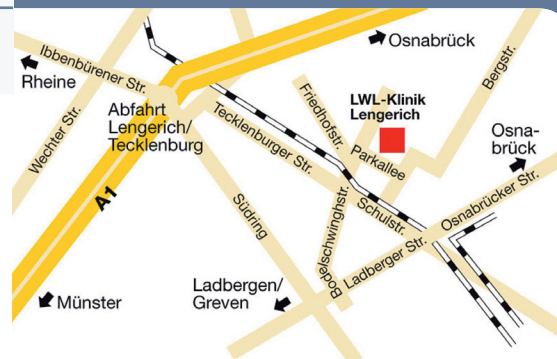 Osnabrück
Ibbenbürener Str.
Rheine
Bergstr.
Wechter Str.
Abfahrt
Lengerich/
Tecklenburg
Friedhofstr.
LWL-Klinik
Lengerich
Tecklenburger Str.
Parkallee
Osna-
brück
A1
Südring
Bodelschwinghstr.
Schulstr.
Osnabrücker Str.
Ladberger Str.
Ladbergen/
Greven
Münster